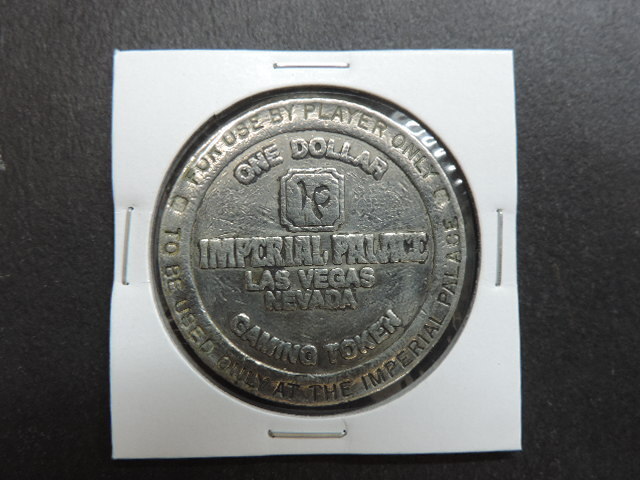 FOR USE BY PLAYER ONLY
ONE DOLLAR
IP
IMPERIAL PALACE
LAS VEGAS
NEVADA
GAMING TOKEN
TO BE USED ONLY AT THE IMPERIAL PALACE